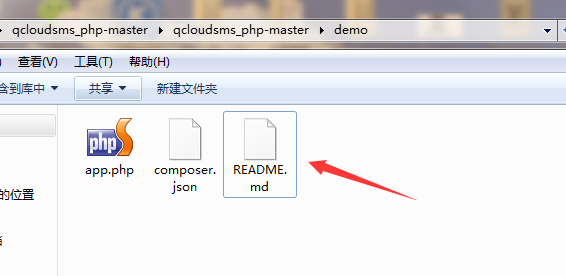 qcloudsms_php-master
qcloudsms_php-master
demo
查看(V)
工具(T)
帮助(H)
含到库中
共享
新建文件夹
php
app.php
composer.
json
README.
md
的位置